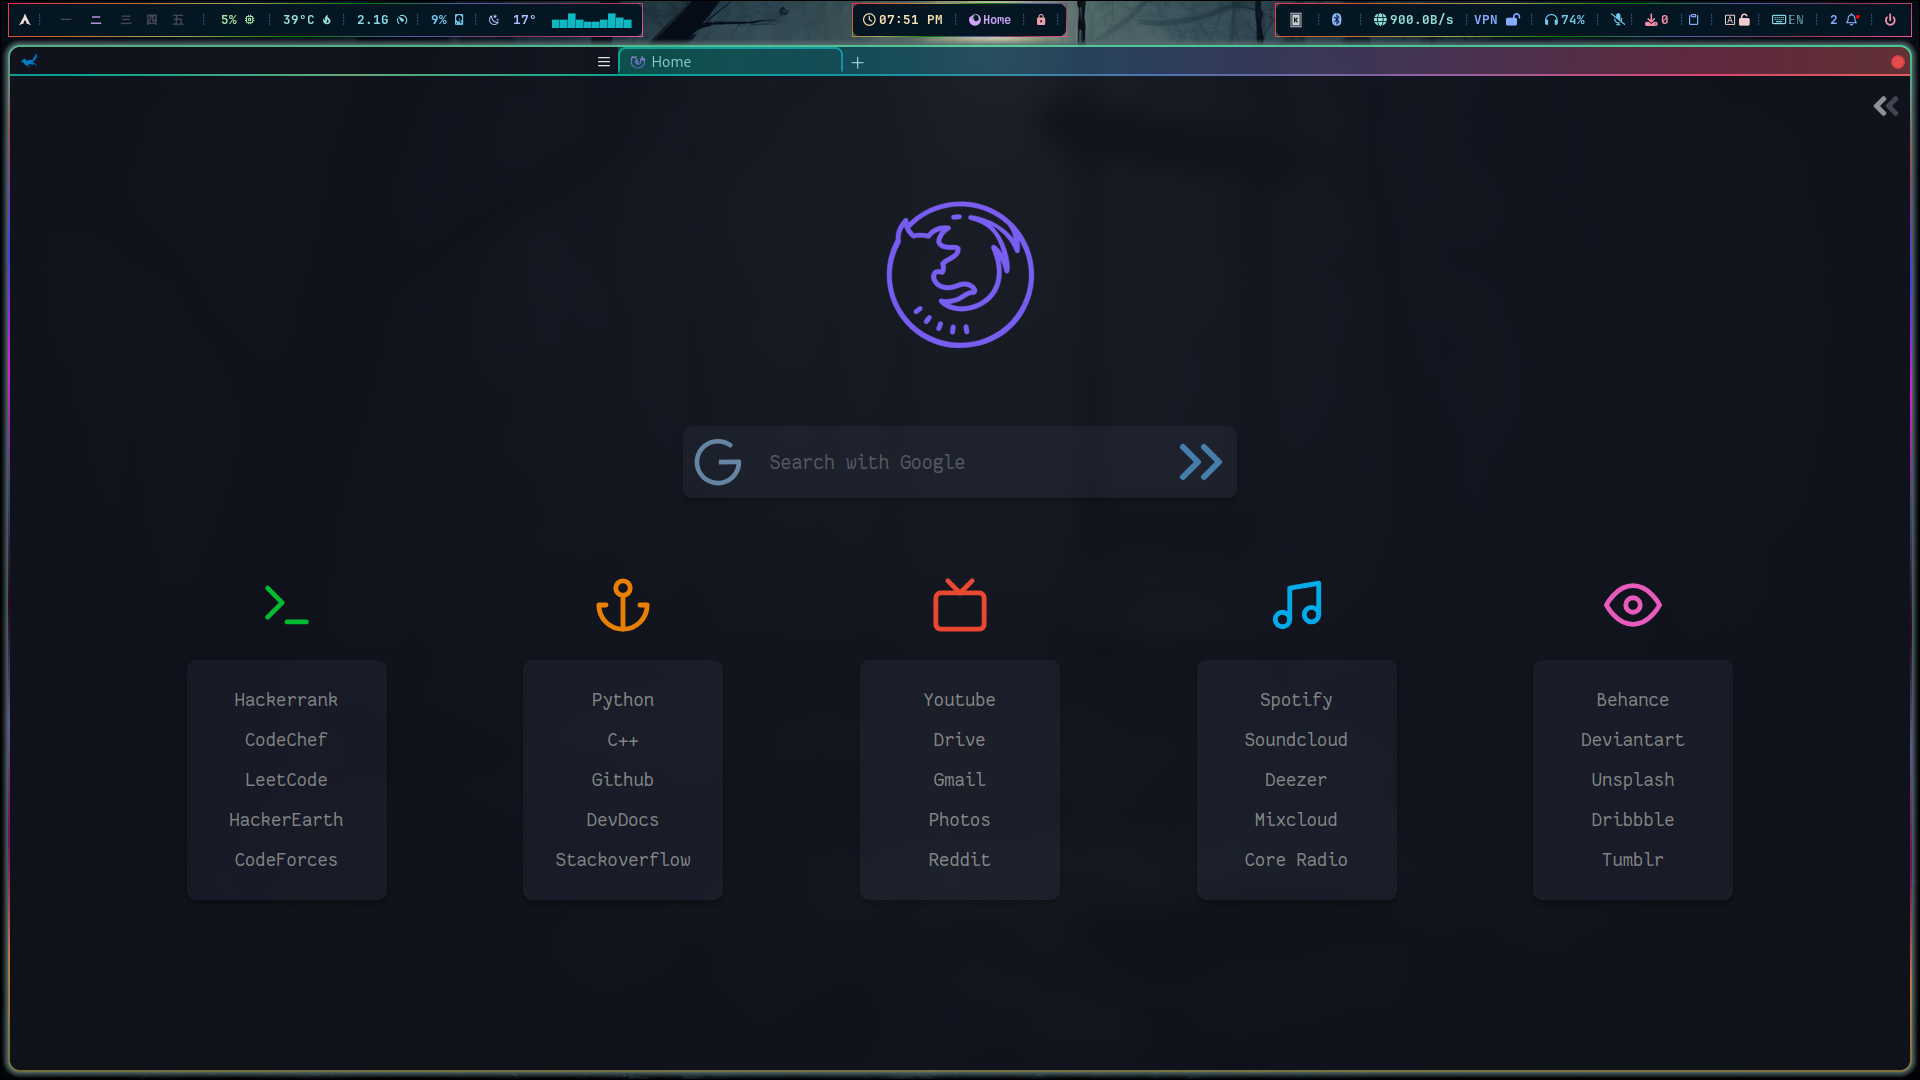 一 二 三 四 五 5% 39°C 2.1G 9% 17°
07:51 PM Home
K 900.0B/s VPN 74% 0 A EN 2
Home
Search with Google
Hackerrank
CodeChef
LeetCode
HackerEarth
CodeForces
Python
C++
Github
DevDocs
Stackoverflow
Youtube
Drive
Gmail
Photos
Reddit
Spotify
Soundcloud
Deezer
Mixcloud
Core Radio
Behance
Deviantart
Unsplash
Dribbble
Tumblr